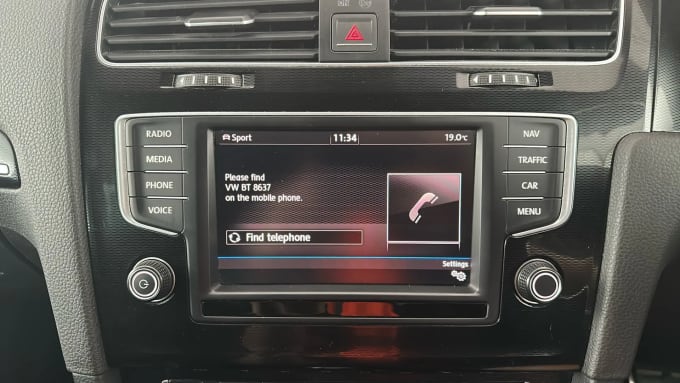 RADIO
MEDIA
PHONE
VOICE
Sport 11:34 19.0°C
Please find
VW BT 8637
on the mobile phone.
Find telephone
Settings
NAV
TRAFFIC
CAR
MENU